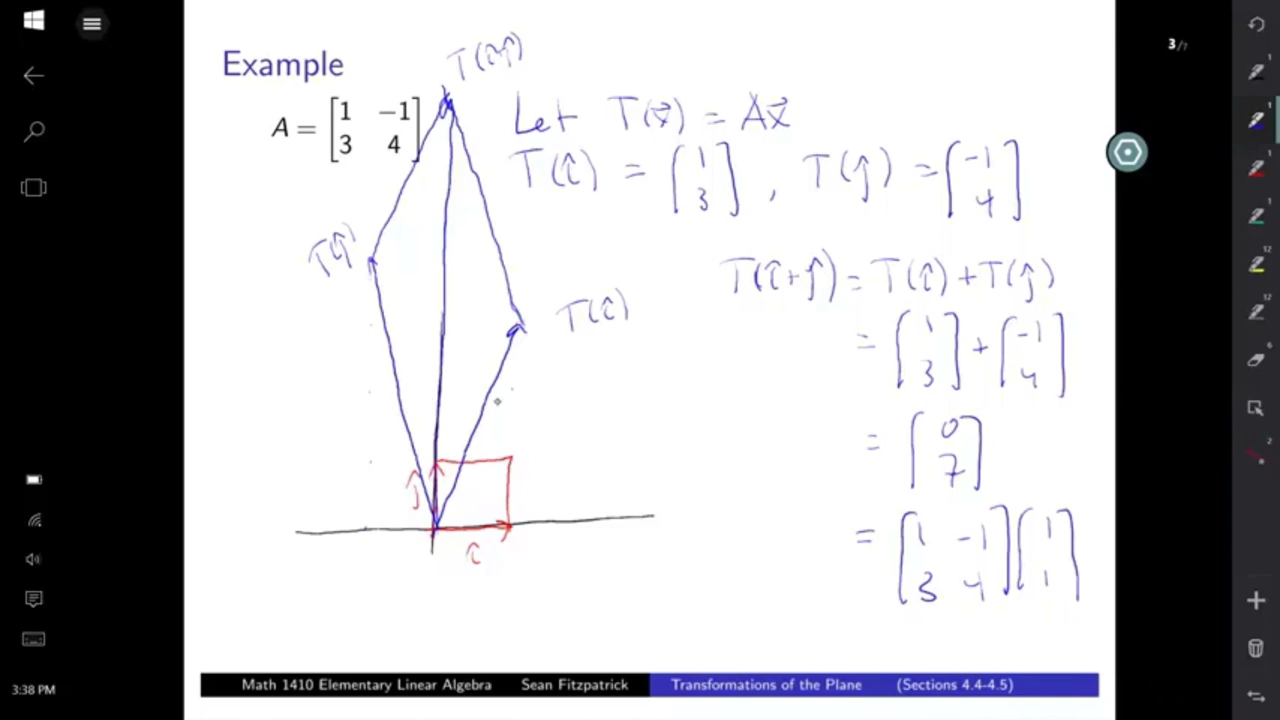 3/7
Example
T(î+ĵ)
A = [1 −1; 3 4]
Let T(x⃗) = Ax⃗
T(î) = [1; 3], T(ĵ) = [-1; 4]
T(ĵ)
T(î+ĵ) = T(î) + T(ĵ)
T(î)
= [1; 3] + [-1; 4]
= [0; 7]
ĵ
= [1 -1; 3 4][1; 1]
î
Math 1410 Elementary Linear Algebra Sean Fitzpatrick Transformations of the Plane (Sections 4.4-4.5)
3:38 PM